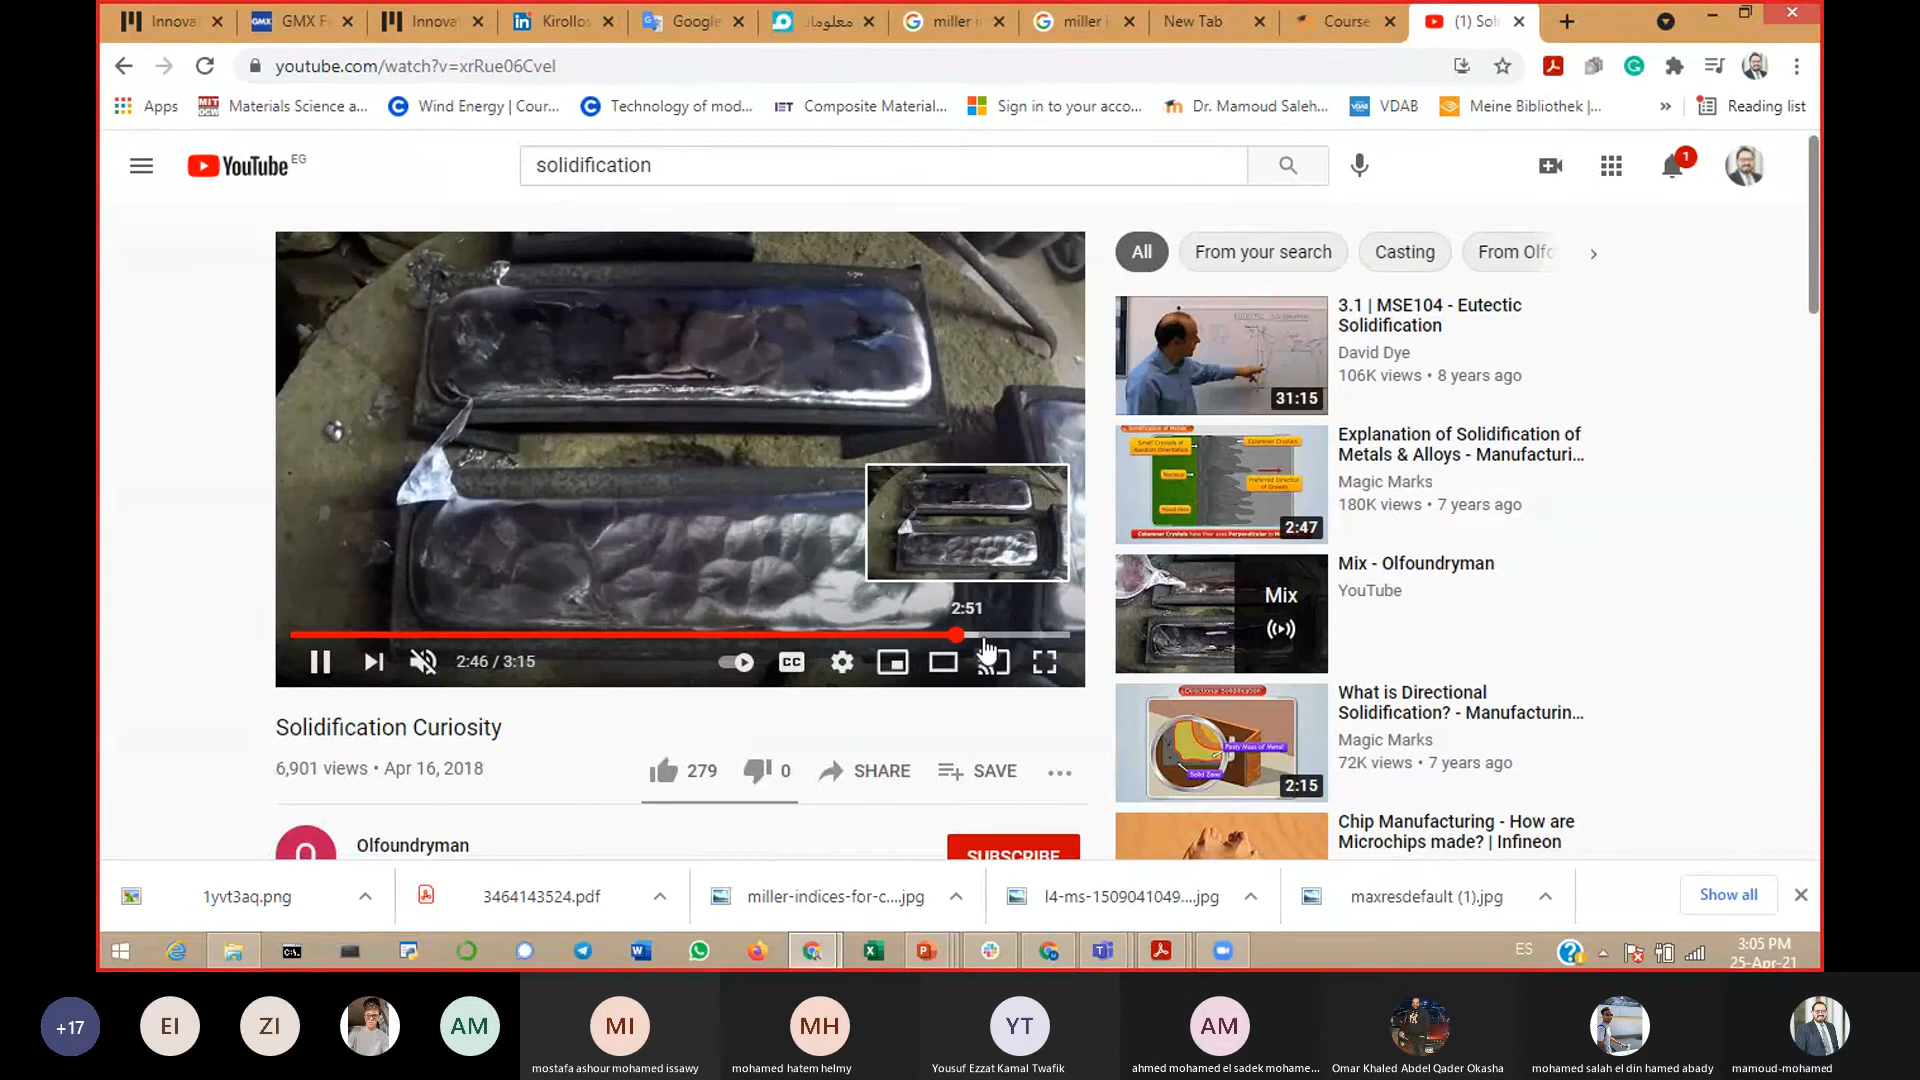 Innova
GMX F
Innova
Kirollos
Google
معلومات
miller i
miller i
New Tab
Course
(1) Soli
youtube.com/watch?v=xrRue06CveI
Apps
Materials Science a...
Wind Energy | Cour...
Technology of mod...
IET
Composite Material...
Sign in to your acco...
Dr. Mamoud Saleh...
VDAB
Meine Bibliothek |...
»
Reading list
YouTube EG
solidification
1
All
From your search
Casting
From Olfo
3.1 | MSE104 - Eutectic
Solidification
David Dye
106K views • 8 years ago
31:15
Explanation of Solidification of
Metals & Alloys - Manufacturi...
Magic Marks
180K views • 7 years ago
2:47
Mix - Olfoundryman
YouTube
Mix
What is Directional
Solidification? - Manufacturin...
Magic Marks
72K views • 7 years ago
2:15
Chip Manufacturing - How are
Microchips made? | Infineon
2:51
2:46 / 3:15
CC
Solidification Curiosity
6,901 views • Apr 16, 2018
279
0
SHARE
SAVE
Olfoundryman
SUBSCRIBE
1yvt3aq.png
3464143524.pdf
miller-indices-for-c....jpg
l4-ms-1509041049....jpg
maxresdefault (1).jpg
Show all
ES
3:05 PM
25-Apr-21
+17
EI
ZI
AM
MI
MH
YT
AM
mostafa ashour mohamed issawy
mohamed hatem helmy
Yousuf Ezzat Kamal Twafik
ahmed mohamed el sadek mohame...
Omar Khaled Abdel Qader Okasha
mohamed salah el din hamed abady
mamoud-mohamed